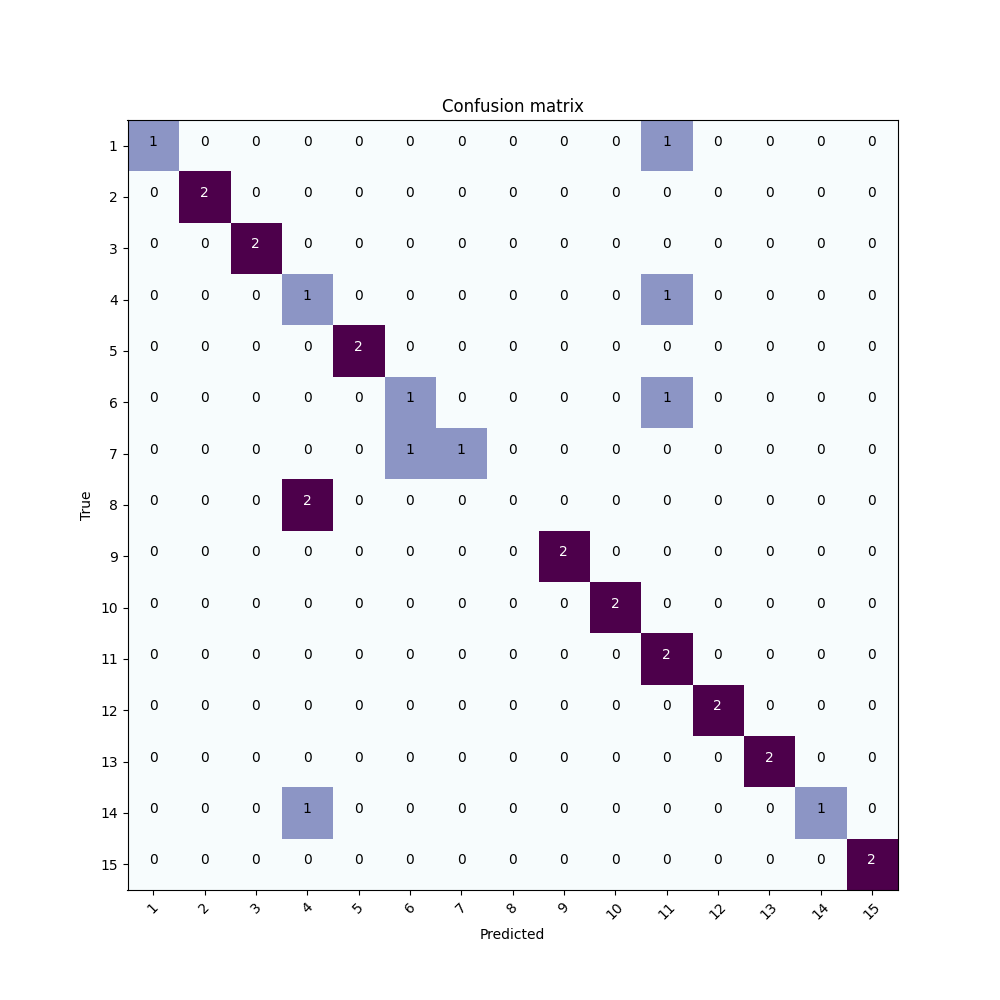 Confusion matrix
1 1 0 0 0 0 0 0 0 0 0 1 0 0 0 0
2 0 2 0 0 0 0 0 0 0 0 0 0 0 0 0
3 0 0 2 0 0 0 0 0 0 0 0 0 0 0 0
4 0 0 0 1 0 0 0 0 0 0 1 0 0 0 0
5 0 0 0 0 2 0 0 0 0 0 0 0 0 0 0
6 0 0 0 0 0 1 0 0 0 0 1 0 0 0 0
7 0 0 0 0 0 1 1 0 0 0 0 0 0 0 0
True
8 0 0 0 2 0 0 0 0 0 0 0 0 0 0 0
9 0 0 0 0 0 0 0 0 2 0 0 0 0 0 0
10 0 0 0 0 0 0 0 0 0 2 0 0 0 0 0
11 0 0 0 0 0 0 0 0 0 0 2 0 0 0 0
12 0 0 0 0 0 0 0 0 0 0 0 2 0 0 0
13 0 0 0 0 0 0 0 0 0 0 0 0 2 0 0
14 0 0 0 1 0 0 0 0 0 0 0 0 0 1 0
15 0 0 0 0 0 0 0 0 0 0 0 0 0 0 2
1 2 3 4 5 6 7 8 9 10 11 12 13 14 15
Predicted